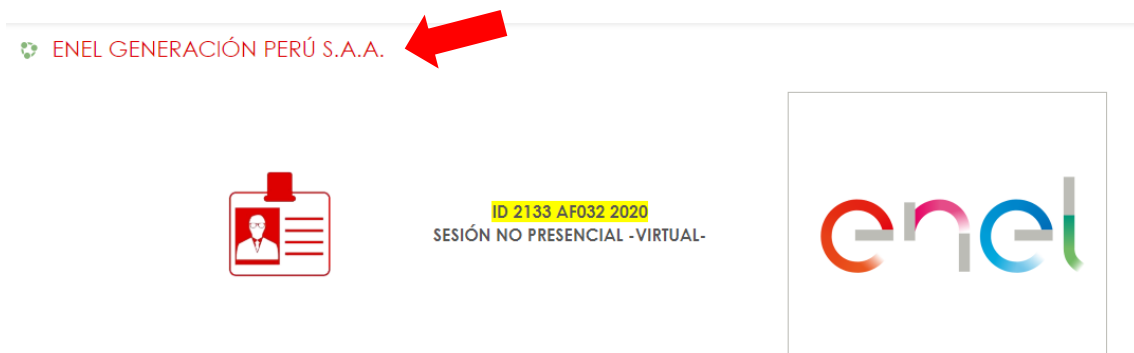 ENEL GENERACIÓN PERÚ S.A.A.
ID 2133 AF032 2020
SESIÓN NO PRESENCIAL -VIRTUAL-
enel